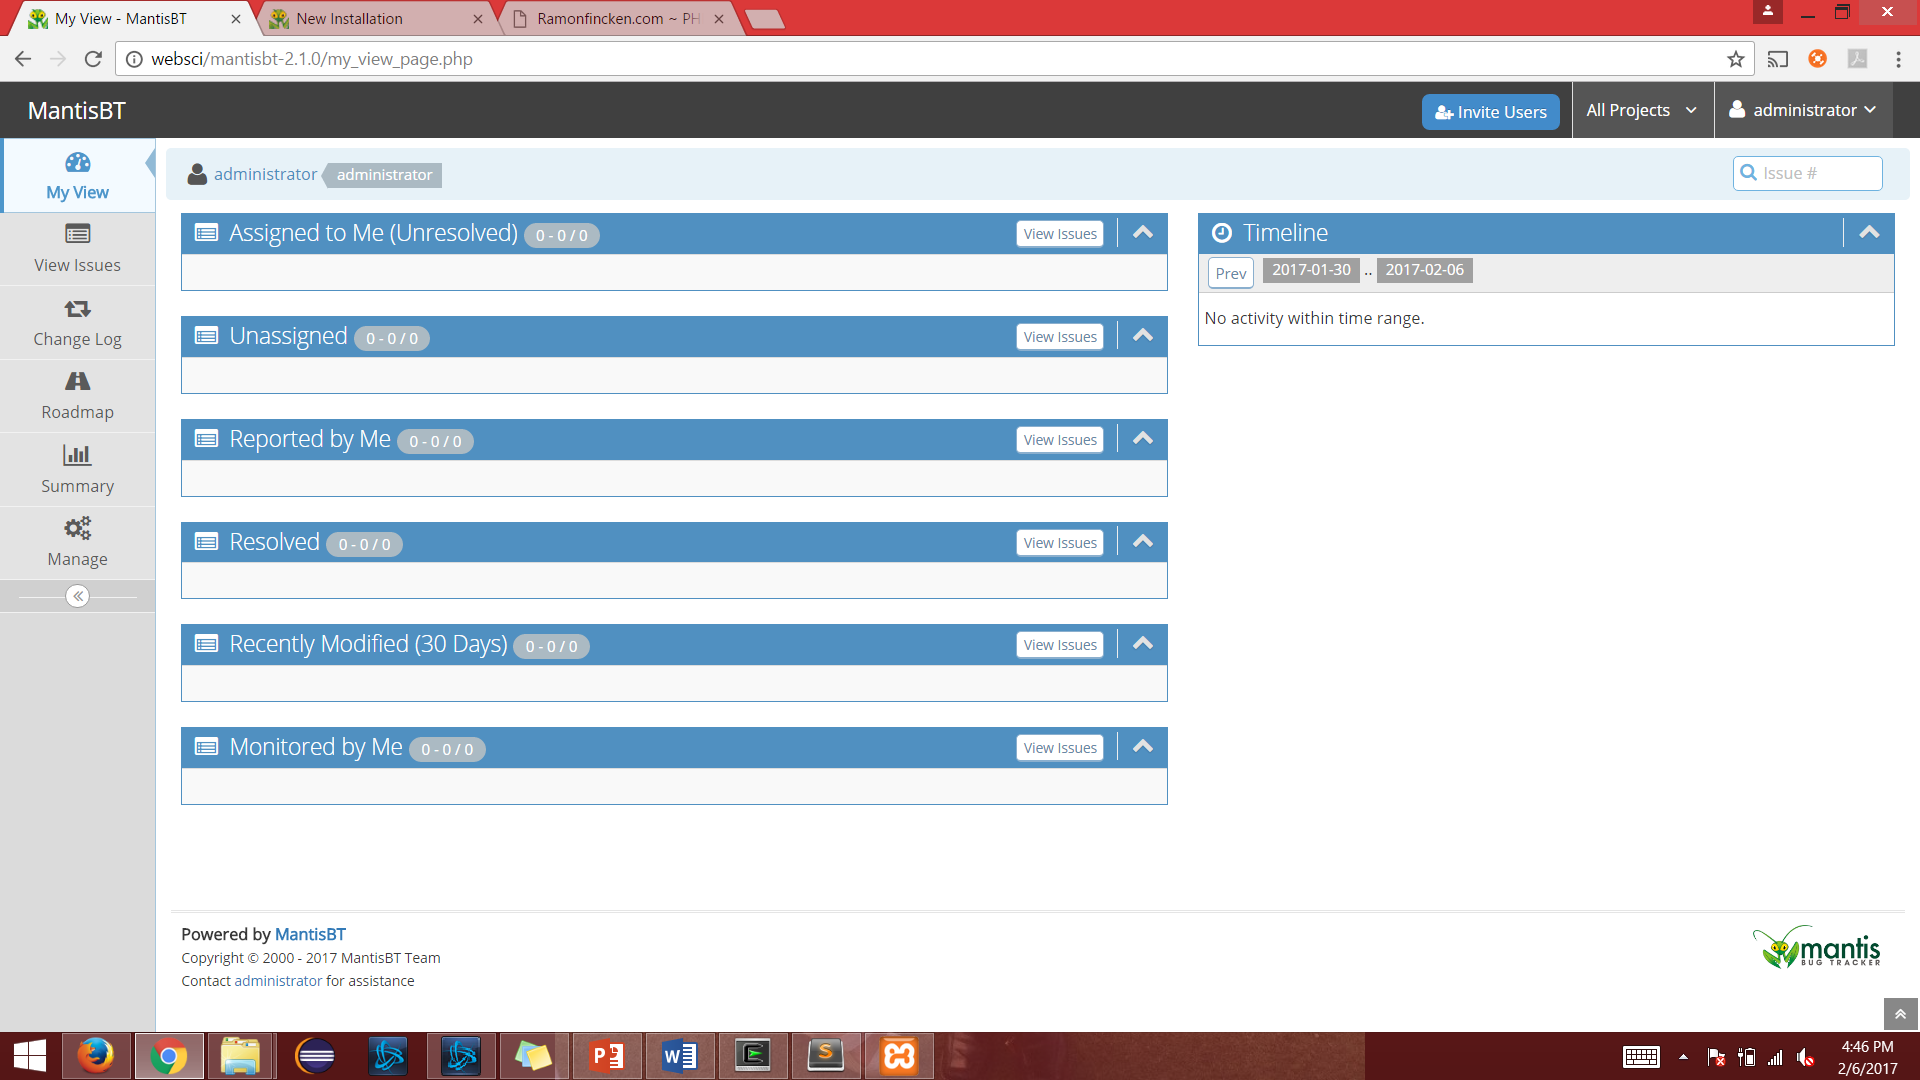 My View - MantisBT
New Installation
Ramonfincken.com ~ PH
websci/mantisbt-2.1.0/my_view_page.php
MantisBT
Invite Users
All Projects
administrator
My View
View Issues
Change Log
Roadmap
Summary
Manage
administrator administrator
Issue #
Assigned to Me (Unresolved) 0 - 0 / 0 View Issues
Unassigned 0 - 0 / 0 View Issues
Reported by Me 0 - 0 / 0 View Issues
Resolved 0 - 0 / 0 View Issues
Recently Modified (30 Days) 0 - 0 / 0 View Issues
Monitored by Me 0 - 0 / 0 View Issues
Timeline
Prev 2017-01-30 .. 2017-02-06
No activity within time range.
Powered by MantisBT
Copyright © 2000 - 2017 MantisBT Team
Contact administrator for assistance
mantis
BUG TRACKER
4:46 PM
2/6/2017